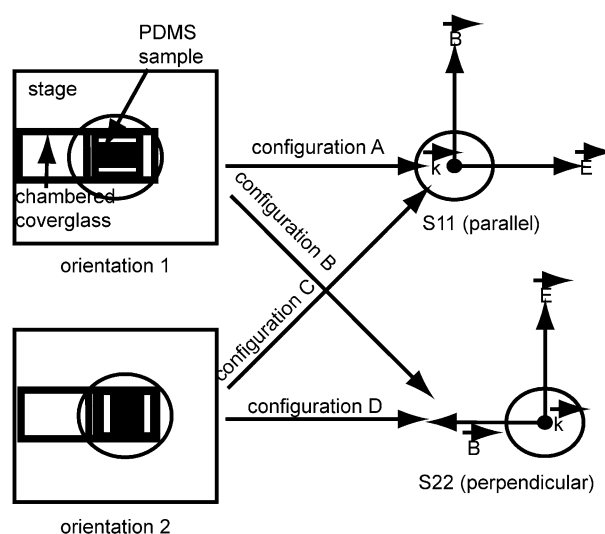 PDMS
sample
stage
chambered
coverglass
orientation 1
configuration A
configuration B
configuration C
configuration D
B
k
E
S11 (parallel)
E
k
B
S22 (perpendicular)
orientation 2